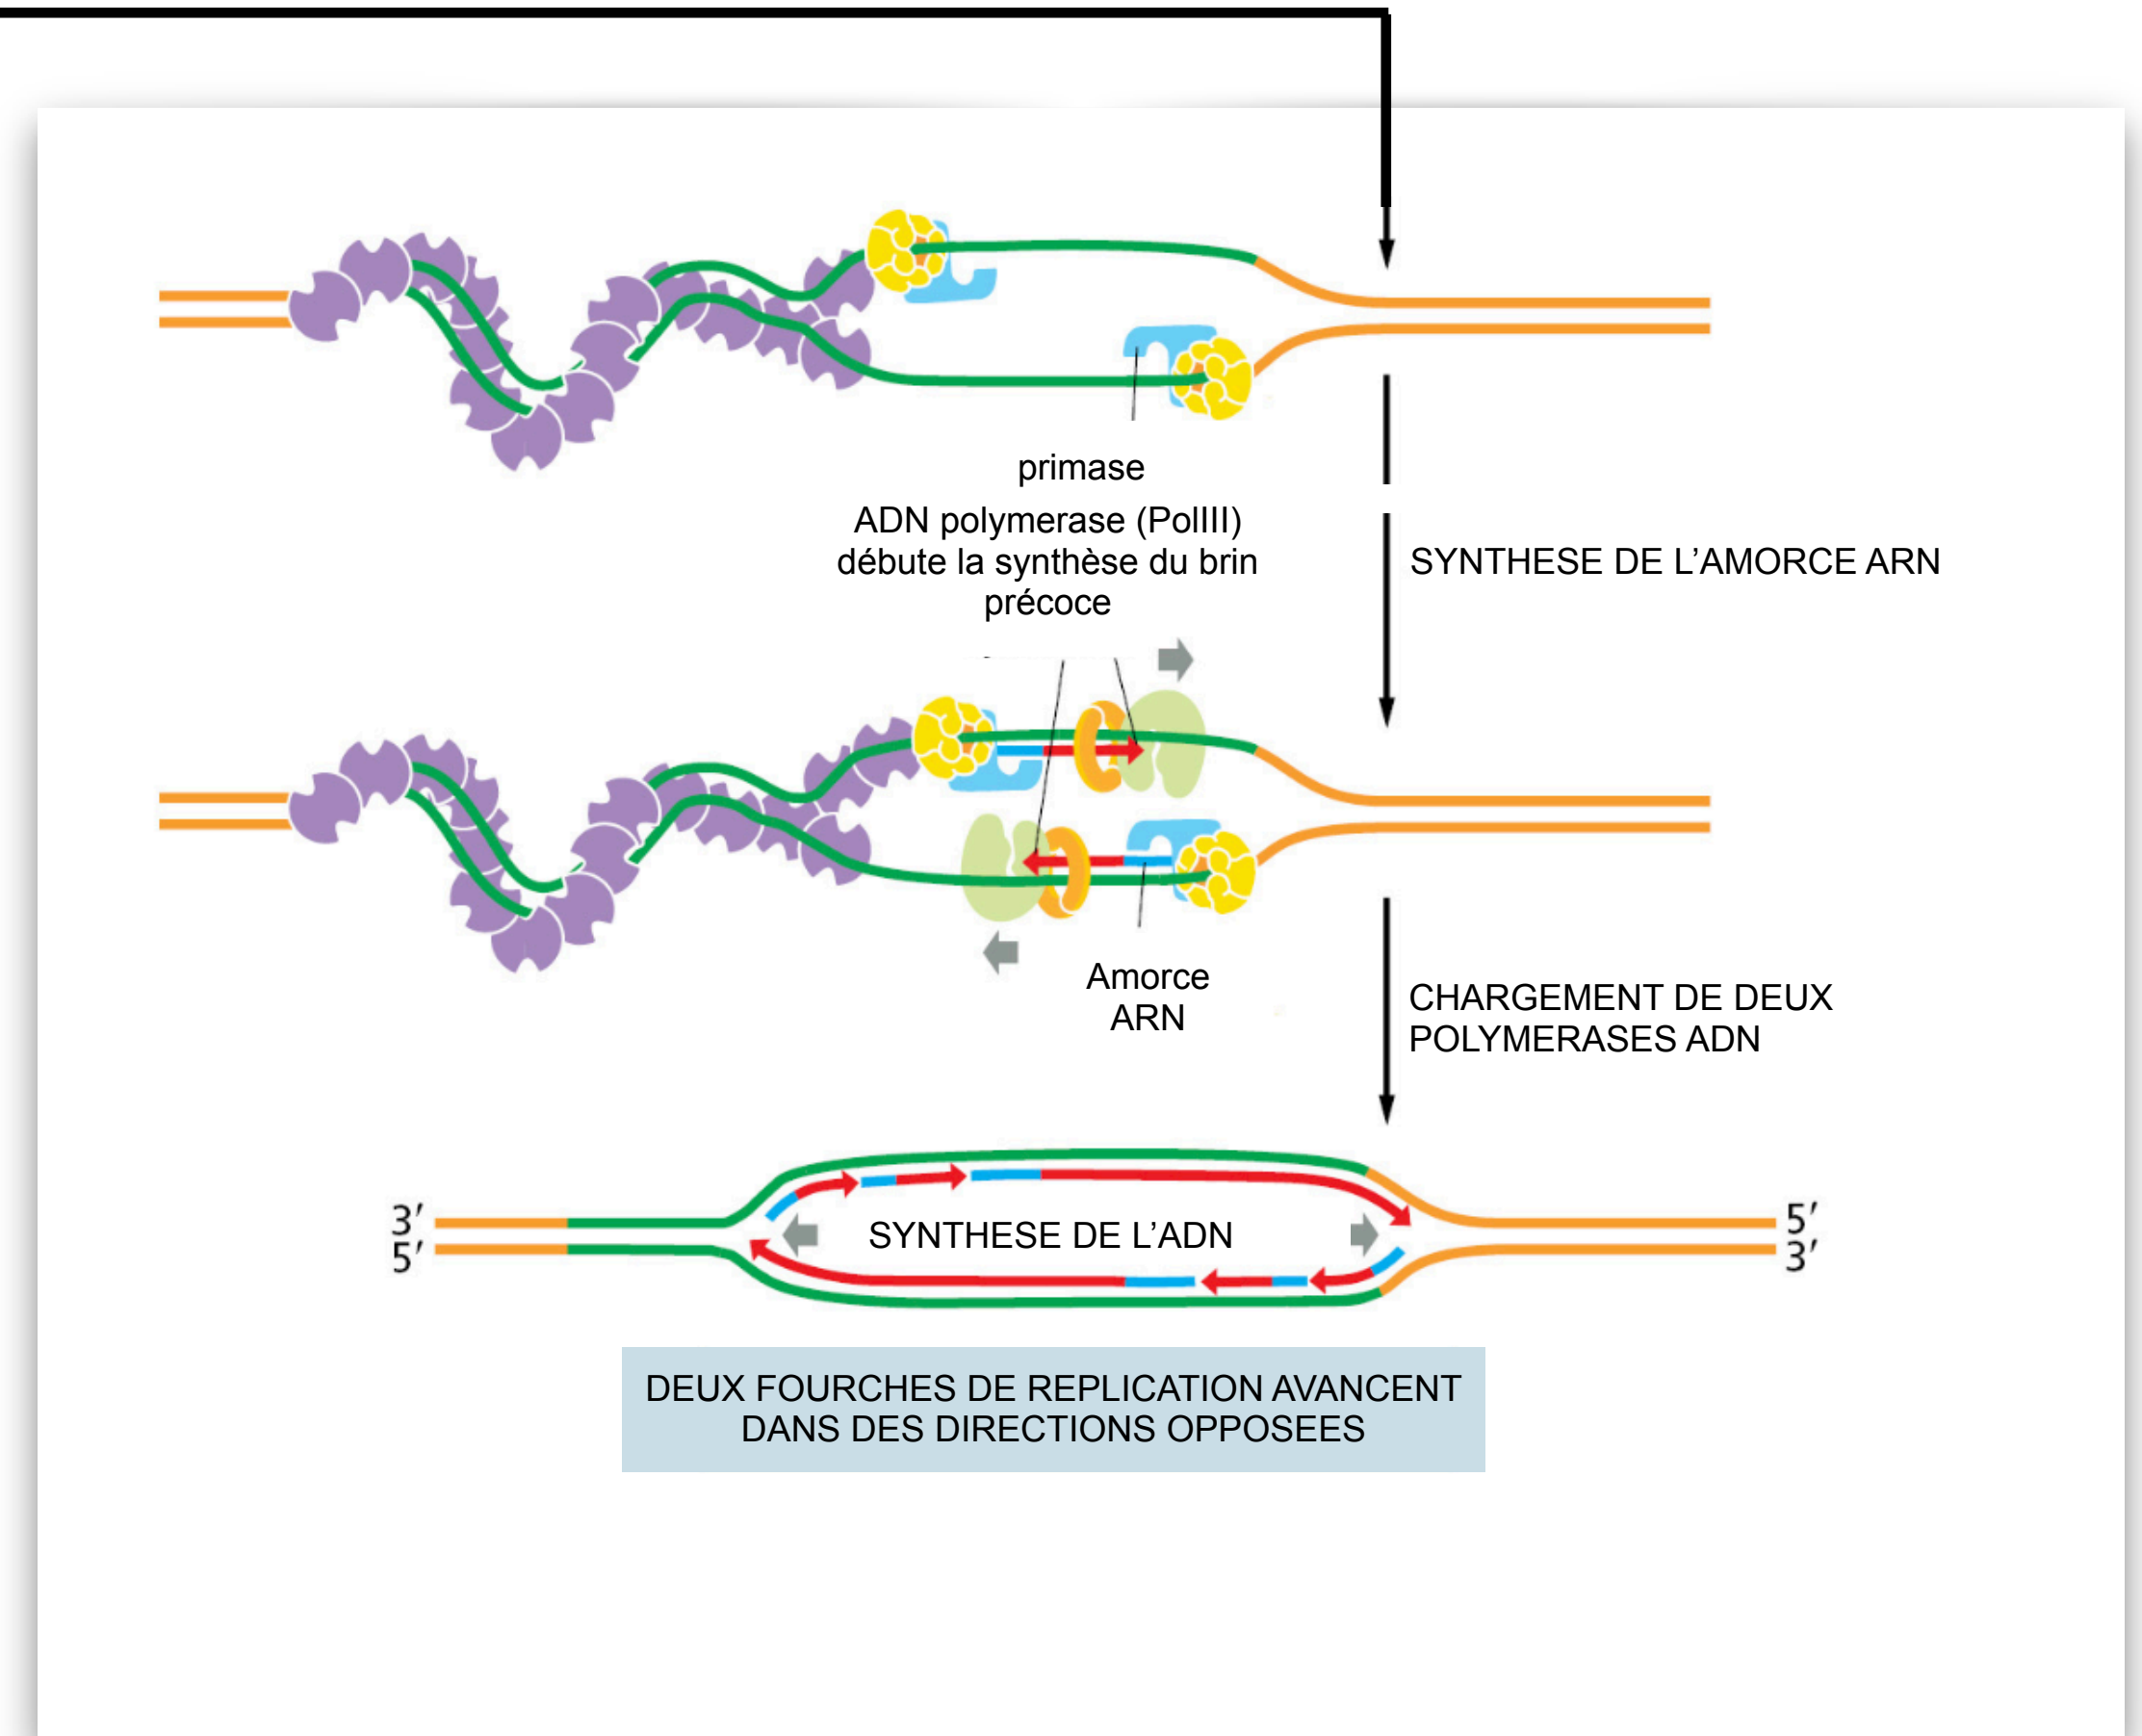 primase
ADN polymerase (PolIII)
débute la synthèse du brin
précoce
SYNTHESE DE L’AMORCE ARN
Amorce
ARN
CHARGEMENT DE DEUX
POLYMERASES ADN
3′
5′
SYNTHESE DE L’ADN
5′
3′
DEUX FOURCHES DE REPLICATION AVANCENT
DANS DES DIRECTIONS OPPOSEES